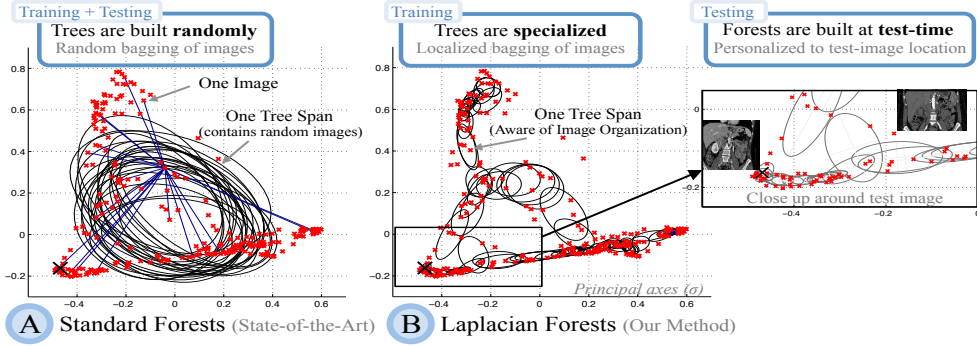 Training + Testing
Trees are built randomly
Random bagging of images
One Image
One Tree Span
(contains random images)
0.8
0.6
0.4
0.2
0
−0.2
−0.4
−0.2
0
0.2
0.4
0.6
A Standard Forests (State-of-the-Art)
Training
Trees are specialized
Localized bagging of images
One Tree Span
(Aware of Image Organization)
0.8
0.6
0.4
0.2
0
−0.2
−0.4
−0.2
0
0.2
0.4
0.6
Principal axes (σ)
B Laplacian Forests (Our Method)
Testing
Forests are built at test-time
Personalized to test-image location
0
−0.2
Close up around test image
−0.4
−0.2
0